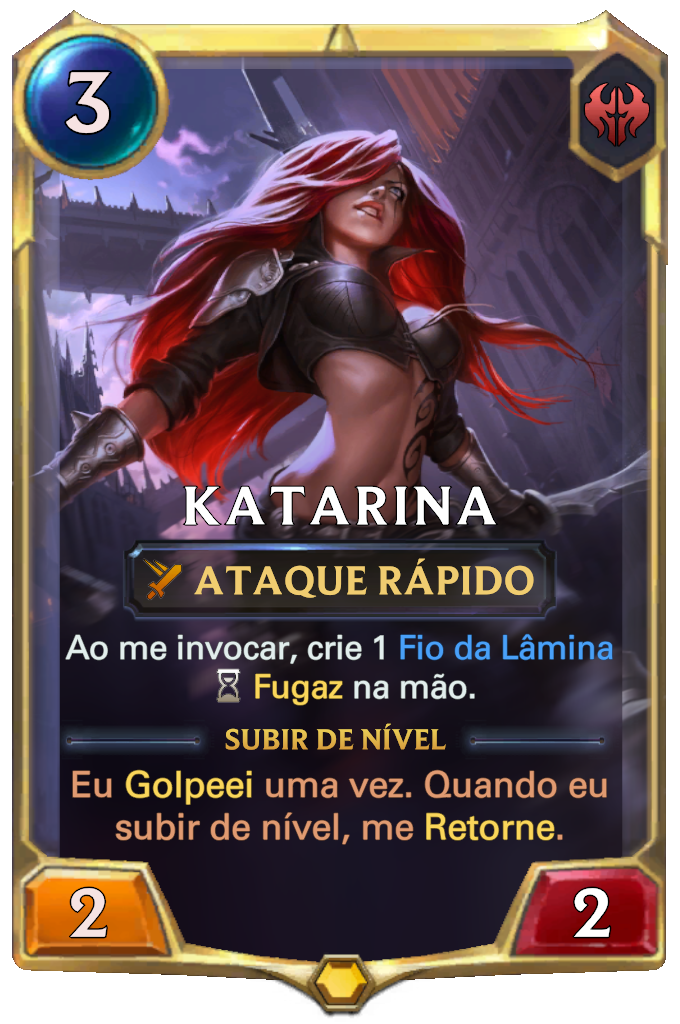 3
KATARINA
ATAQUE RÁPIDO
Ao me invocar, crie 1 Fio da Lâmina
Fugaz na mão.
SUBIR DE NÍVEL
Eu Golpeei uma vez. Quando eu
subir de nível, me Retorne.
2
2